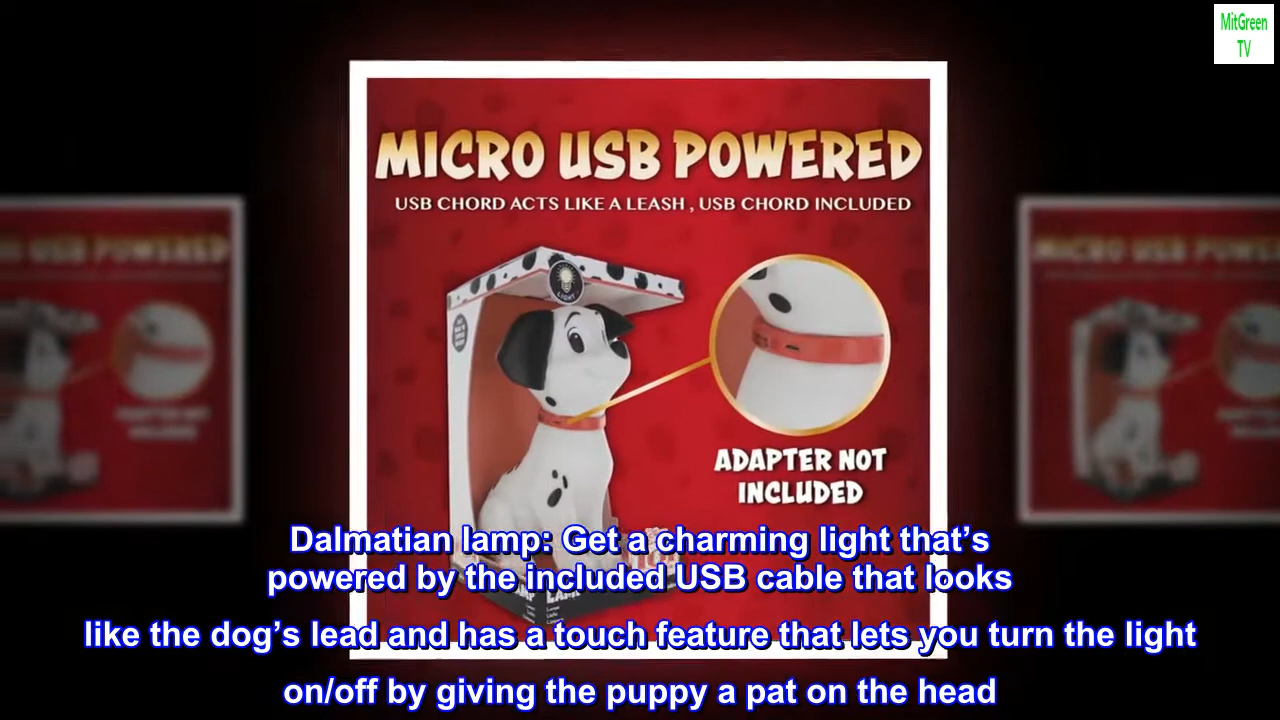 MitGreen
TV
MICRO USB POWERED
USB CHORD ACTS LIKE A LEASH , USB CHORD INCLUDED
LIGHT
ADAPTER NOT
INCLUDED
Dalmatian lamp: Get a charming light that's
powered by the included USB cable that looks
like the dog's lead and has a touch feature that lets you turn the light
on/off by giving the puppy a pat on the head